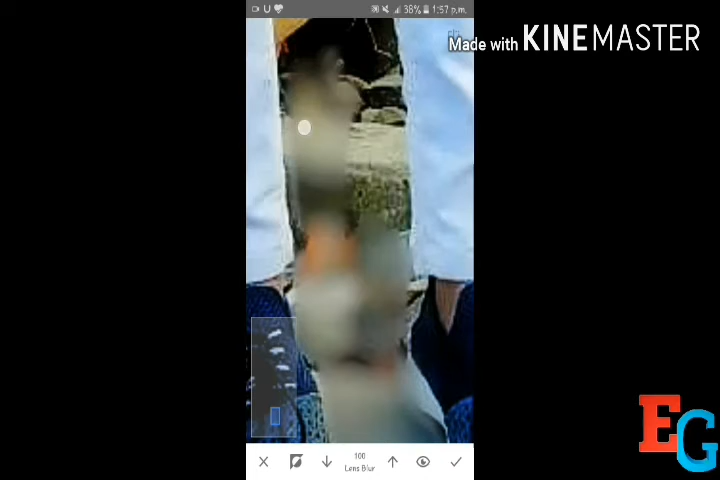 U 38% 1:57 p.m.
Made with KINEMASTER
100
Lens Blur
EG